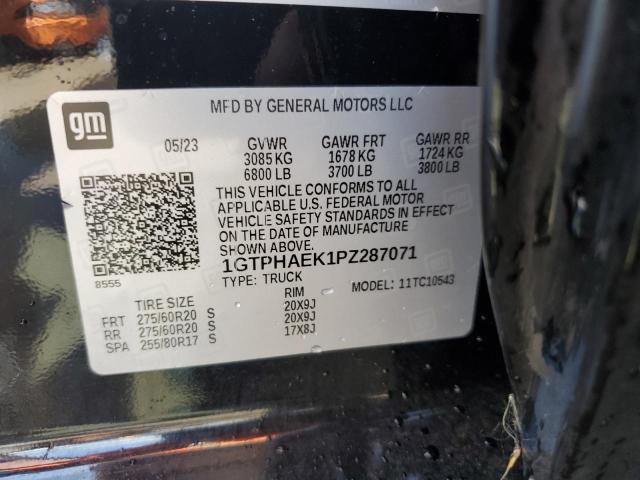 gm
MFD BY GENERAL MOTORS LLC
05/23 GVWR GAWR FRT GAWR RR
3085 KG 1678 KG 1724 KG
6800 LB 3700 LB 3800 LB
THIS VEHICLE CONFORMS TO ALL
APPLICABLE U.S. FEDERAL MOTOR
VEHICLE SAFETY STANDARDS IN EFFECT
ON THE DATE OF MANUFACTURE
SHOWN ABOVE.
8555
1GTPHAEK1PZ287071
TYPE: TRUCK MODEL: 11TC10543
TIRE SIZE RIM
FRT 275/60R20 S 20X9J
RR 275/60R20 S 20X9J
SPA 255/80R17 S 17X8J